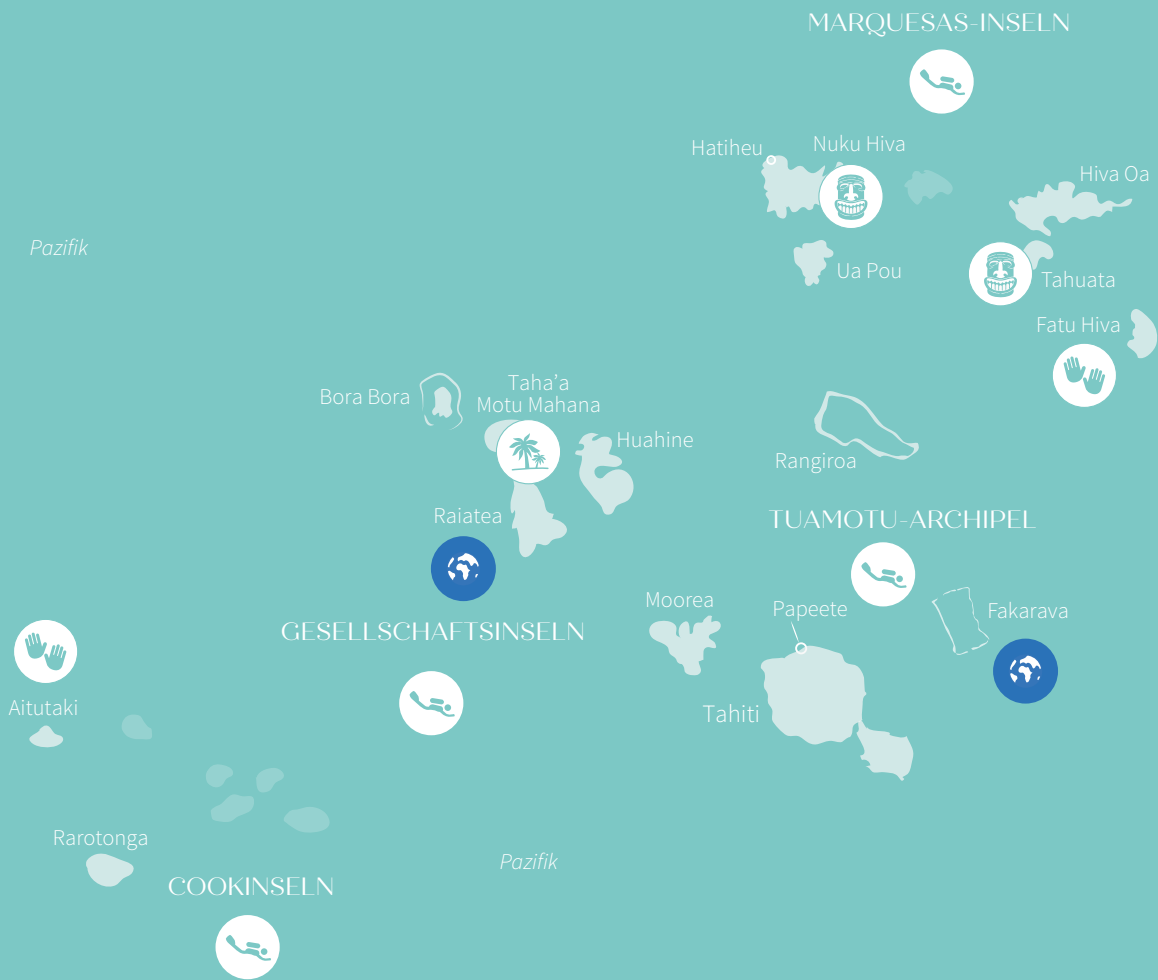 MARQUESAS-INSELN
Hatiheu
Nuku Hiva
Hiva Oa
Pazifik
Ua Pou
Tahuata
Fatu Hiva
Bora Bora
Taha’a
Motu Mahana
Huahine
Rangiroa
Raiatea
TUAMOTU-ARCHIPEL
Moorea
Papeete
Fakarava
GESELLSCHAFTSINSELN
Aitutaki
Tahiti
Rarotonga
Pazifik
COOKINSELN